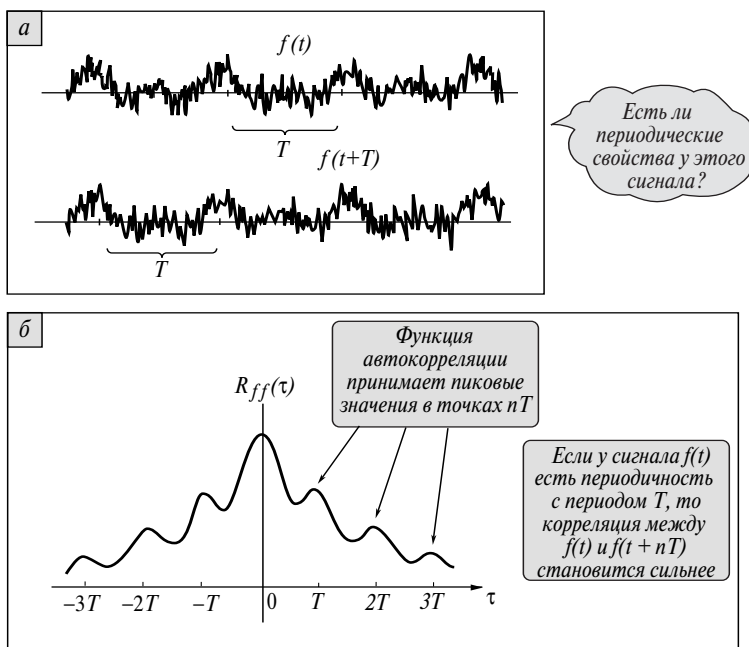 а
f(t)
T
f(t+T)
T
Есть ли
периодические
свойства у этого
сигнала?
б
Функция
автокорреляции
принимает пиковые
значения в точках nT
R_ff(τ)
Если у сигнала f(t)
есть периодичность
с периодом T, то
корреляция между
f(t) и f(t + nT)
становится сильнее
−3T −2T −T 0 T 2T 3T τ